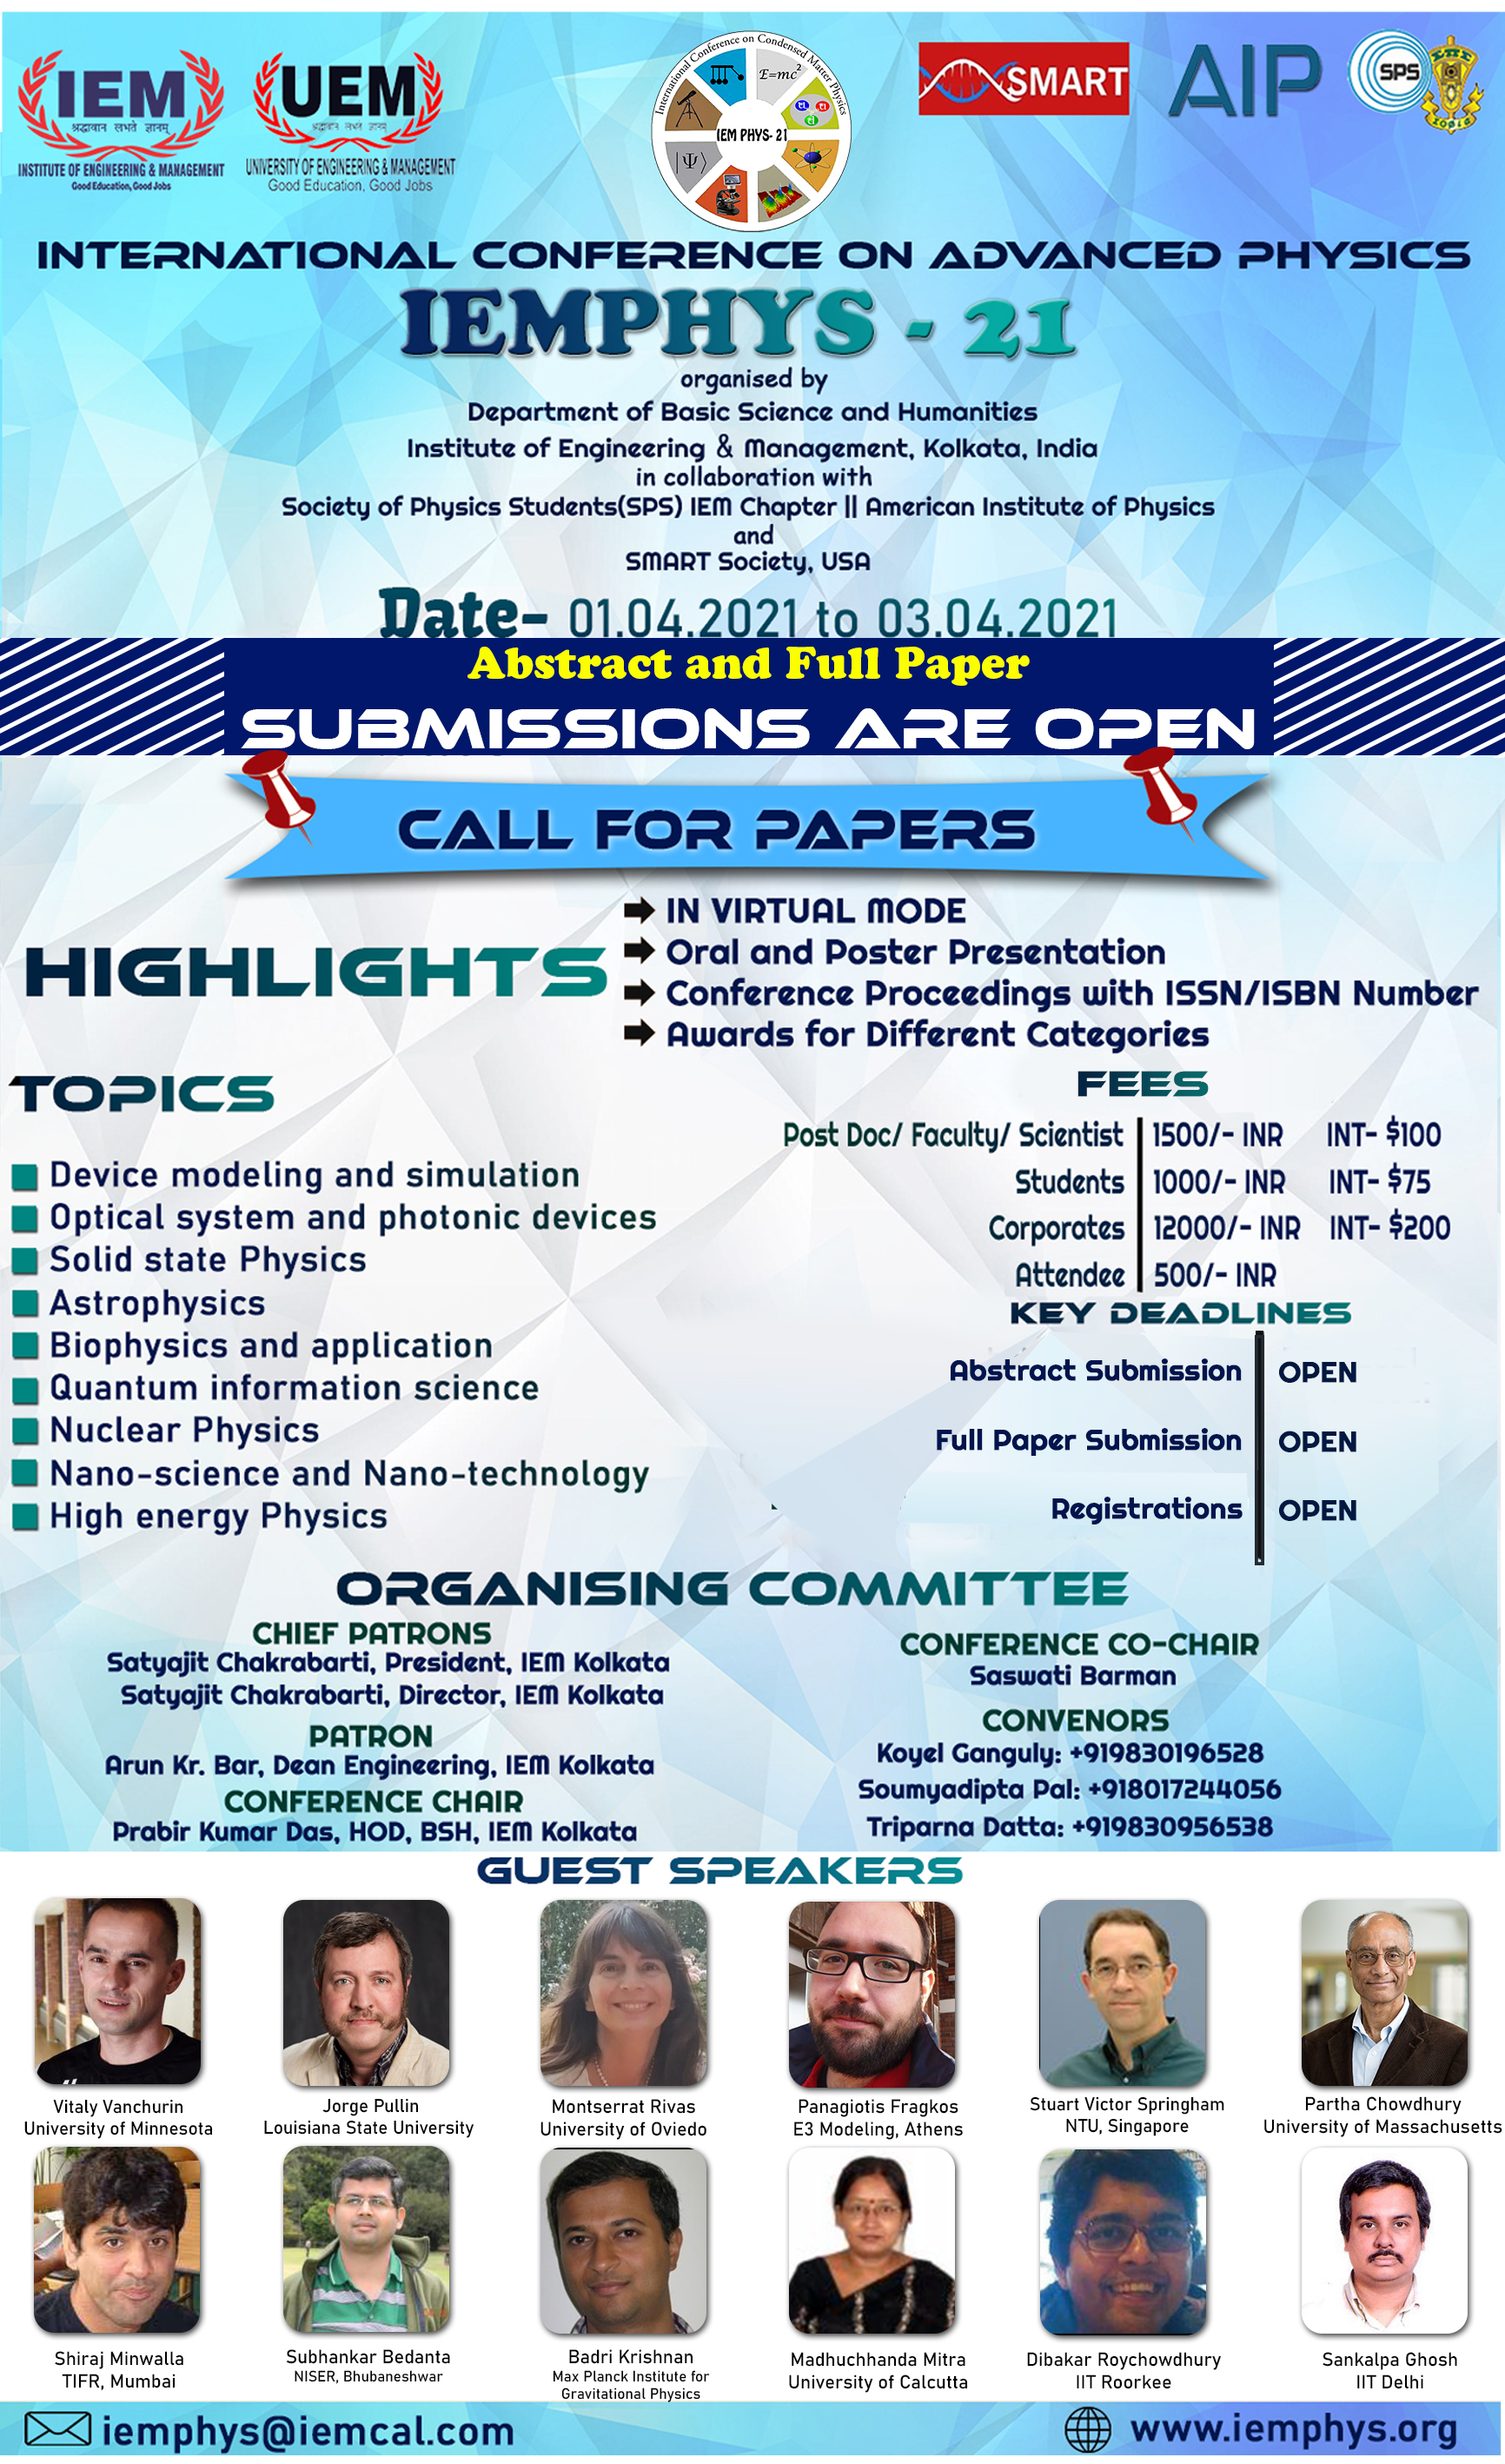 IEM
श्रद्धावान लभते ज्ञानम्
INSTITUTE OF ENGINEERING & MANAGEMENT
Good Education, Good Jobs
UEM
श्रद्धावान लभते ज्ञानम्
UNIVERSITY OF ENGINEERING & MANAGEMENT
Good Education, Good Jobs
International Conference on Condensed Matter Physics
E=mc²
|Ψ⟩
IEM PHYS- 21
SMART
AIP
SPS
INTERNATIONAL CONFERENCE ON ADVANCED PHYSICS
IEMPHYS - 21
organised by
Department of Basic Science and Humanities
Institute of Engineering & Management, Kolkata, India
in collaboration with
Society of Physics Students(SPS) IEM Chapter || American Institute of Physics
and
SMART Society, USA
Date- 01.04.2021 to 03.04.2021
Abstract and Full Paper
SUBMISSIONS ARE OPEN
CALL FOR PAPERS
HIGHLIGHTS
IN VIRTUAL MODE
Oral and Poster Presentation
Conference Proceedings with ISSN/ISBN Number
Awards for Different Categories
TOPICS
Device modeling and simulation
Optical system and photonic devices
Solid state Physics
Astrophysics
Biophysics and application
Quantum information science
Nuclear Physics
Nano-science and Nano-technology
High energy Physics
FEES
Post Doc/ Faculty/ Scientist 1500/- INR INT- $100
Students 1000/- INR INT- $75
Corporates 12000/- INR INT- $200
Attendee 500/- INR
KEY DEADLINES
Abstract Submission OPEN
Full Paper Submission OPEN
Registrations OPEN
ORGANISING COMMITTEE
CHIEF PATRONS
Satyajit Chakrabarti, President, IEM Kolkata
Satyajit Chakrabarti, Director, IEM Kolkata
PATRON
Arun Kr. Bar, Dean Engineering, IEM Kolkata
CONFERENCE CHAIR
Prabir Kumar Das, HOD, BSH, IEM Kolkata
CONFERENCE CO-CHAIR
Saswati Barman
CONVENORS
Koyel Ganguly: +919830196528
Soumyadipta Pal: +918017244056
Triparna Datta: +919830956538
GUEST SPEAKERS
Vitaly Vanchurin
University of Minnesota
Jorge Pullin
Louisiana State University
Montserrat Rivas
University of Oviedo
Panagiotis Fragkos
E3 Modeling, Athens
Stuart Victor Springham
NTU, Singapore
Partha Chowdhury
University of Massachusetts
Shiraj Minwalla
TIFR, Mumbai
Subhankar Bedanta
NISER, Bhubaneshwar
Badri Krishnan
Max Planck Institute for
Gravitational Physics
Madhuchhanda Mitra
University of Calcutta
Dibakar Roychowdhury
IIT Roorkee
Sankalpa Ghosh
IIT Delhi
iemphys@iemcal.com
www.iemphys.org